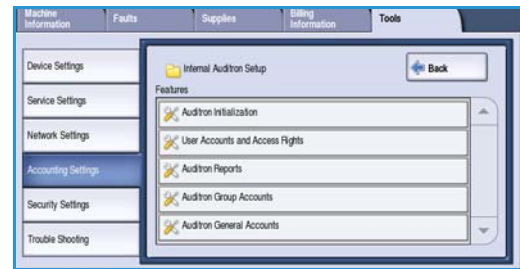 Machine Information
Faults
Supplies
Billing Information
Tools
Device Settings
Service Settings
Network Settings
Accounting Settings
Security Settings
Trouble Shooting
Internal Auditron Setup
Back
Features
Auditron Initialization
User Accounts and Access Rights
Auditron Reports
Auditron Group Accounts
Auditron General Accounts